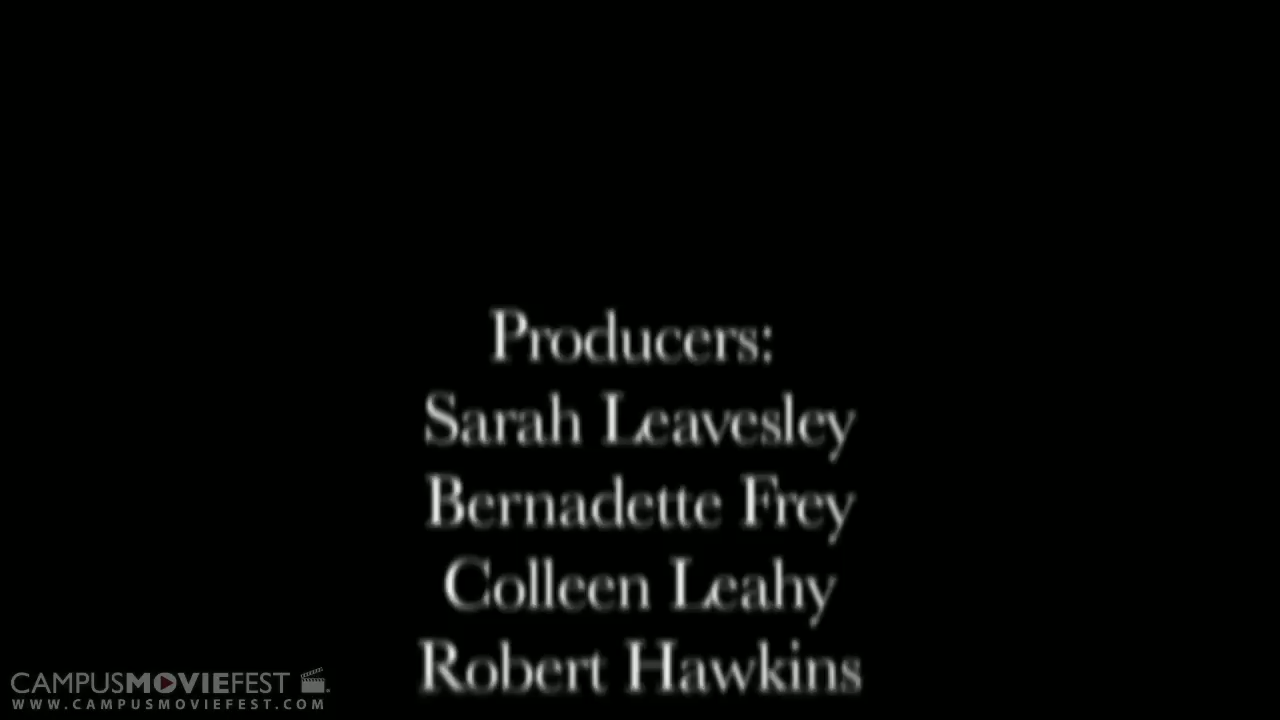 Producers:
Sarah Leavesley
Bernadette Frey
Colleen Leahy
Robert Hawkins
CAMPUSMOVIEFEST
WWW.CAMPUSMOVIEFEST.COM